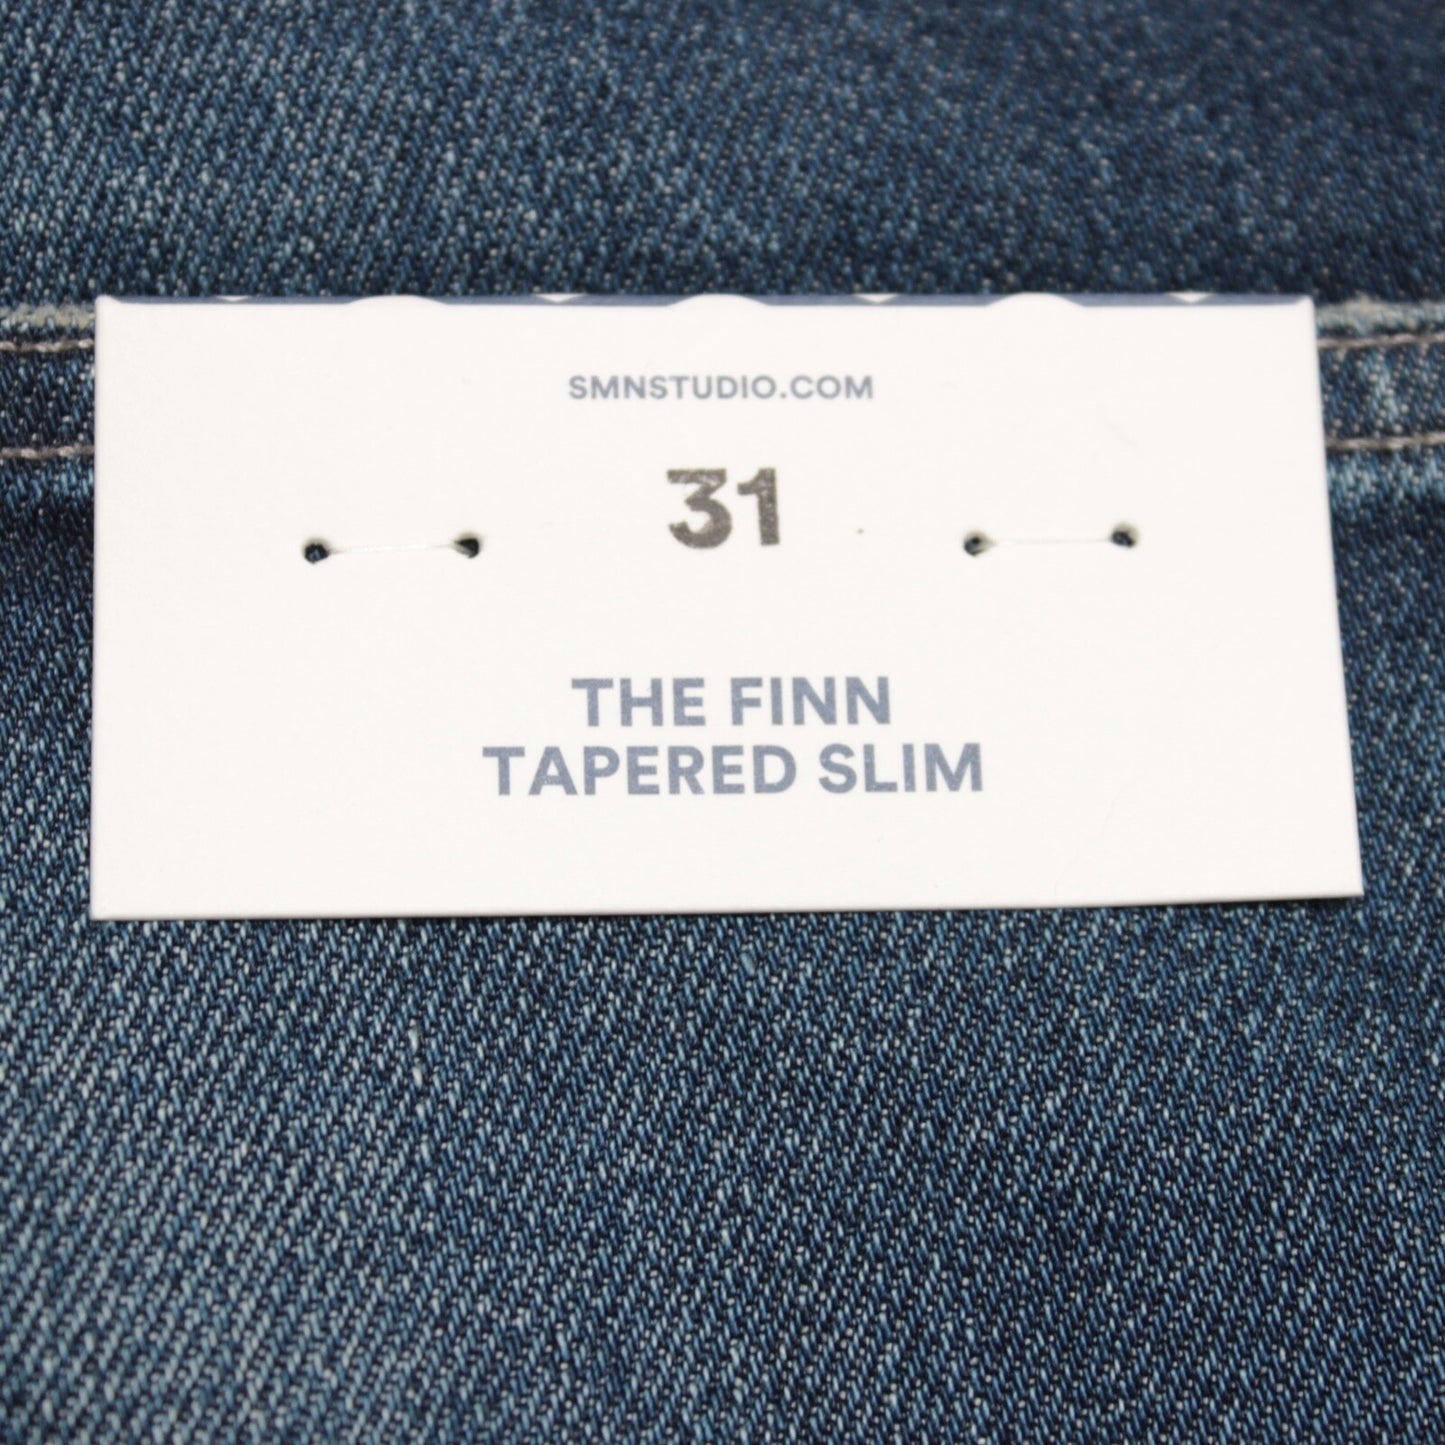 SMNSTUDIO.COM
31
THE FINN
TAPERED SLIM